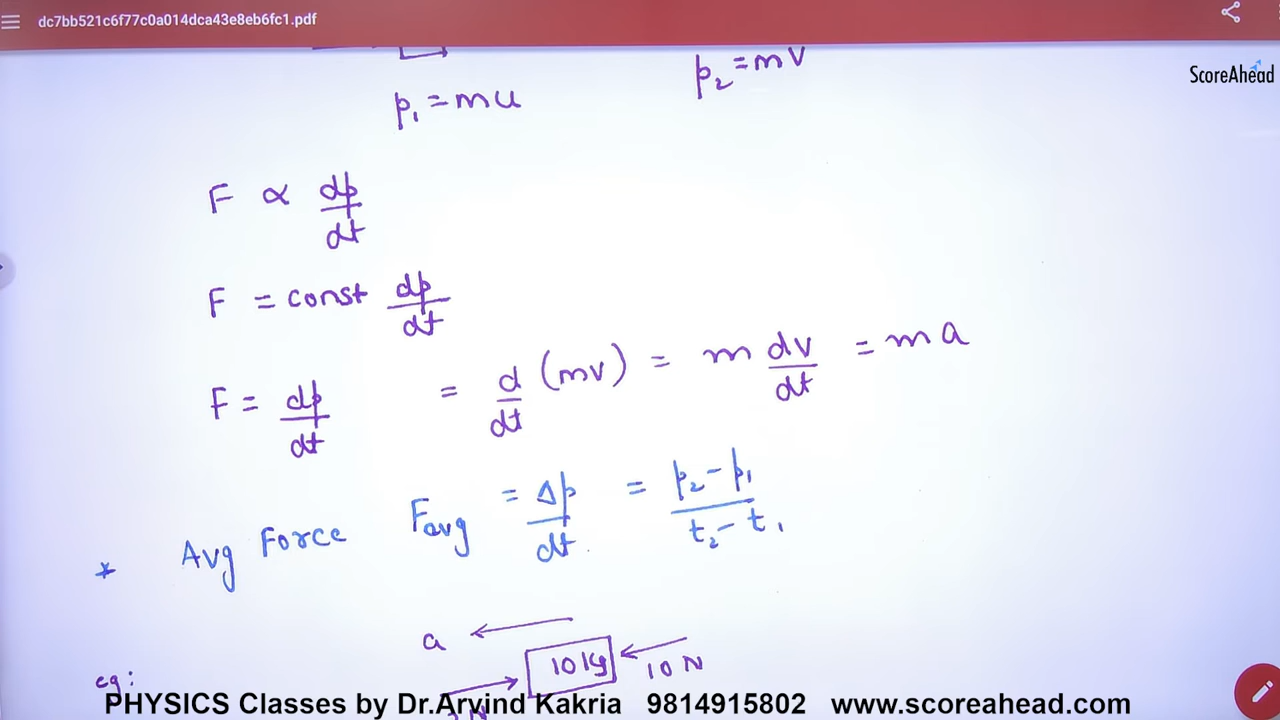 dc7bb521c6f77c0a014dca43e8eb6fc1.pdf
ScoreAhead
p₁ = mu
p₂ = mv
F ∝ dp/dt
F = const dp/dt
F = dp/dt = d/dt (mv) = m dv/dt = ma
* Avg Force Favg = Δp/dt = p₂ - p₁/t₂ - t₁
a
eg: 10 Kg 10 N
N
PHYSICS Classes by Dr.Arvind Kakria 9814915802 www.scoreahead.com